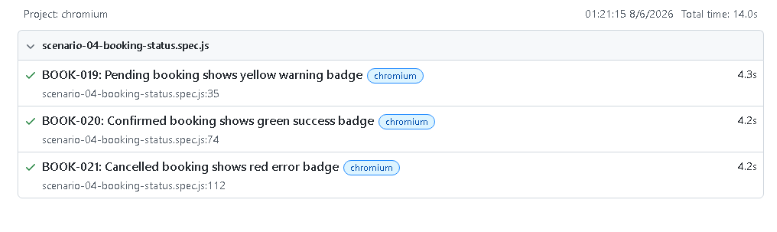 Project: chromium 01:21:15 8/6/2026 Total time: 14.0s
scenario-04-booking-status.spec.js
BOOK-019: Pending booking shows yellow warning badge chromium 4.3s
scenario-04-booking-status.spec.js:35
BOOK-020: Confirmed booking shows green success badge chromium 4.2s
scenario-04-booking-status.spec.js:74
BOOK-021: Cancelled booking shows red error badge chromium 4.2s
scenario-04-booking-status.spec.js:112